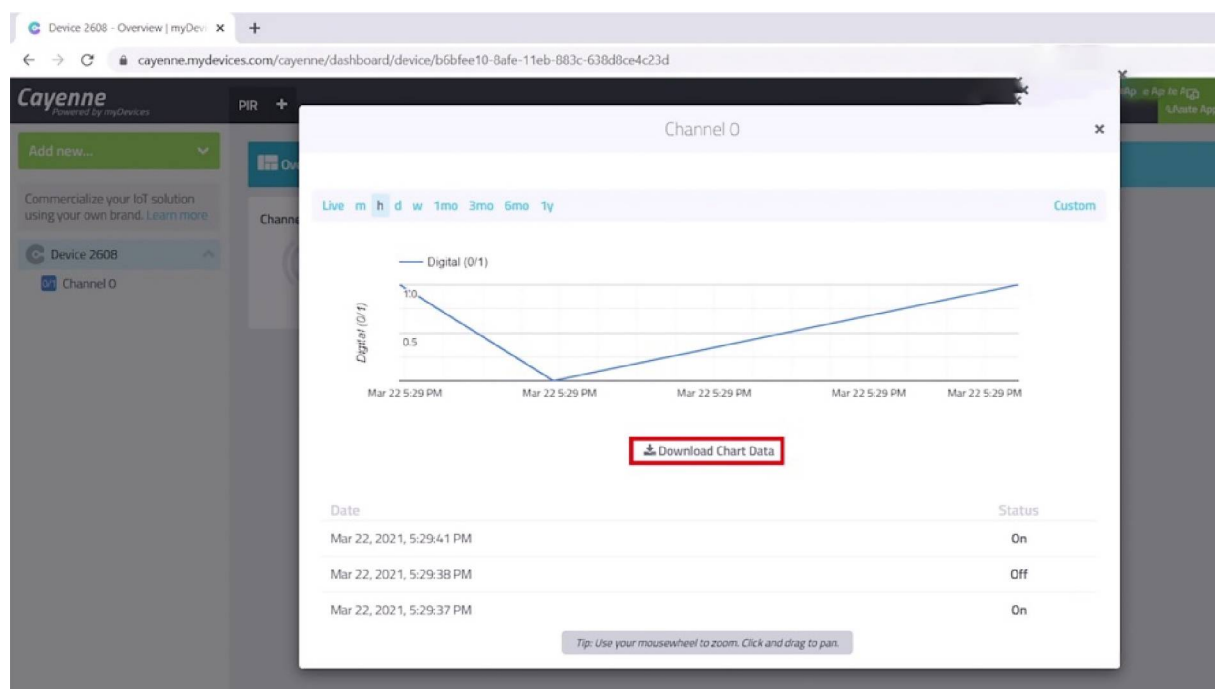 Device 2608 - Overview | myDev
cayenne.mydevices.com/cayenne/dashboard/device/b6bfee10-8afe-11eb-883c-638d8ce4c23d
Cayenne
Powered by myDevices
PIR +
Add new...
Commercialize your IoT solution
using your own brand. Learn more
Device 2608
0/1 Channel 0
Channel 0
Live m h d w 1mo 3mo 6mo 1y Custom
Digital (0/1)
Digital (0/1)
1.0
0.5
Mar 22 5:29 PM Mar 22 5:29 PM Mar 22 5:29 PM Mar 22 5:29 PM Mar 22 5:29 PM
Download Chart Data
Date Status
Mar 22, 2021, 5:29:41 PM On
Mar 22, 2021, 5:29:38 PM Off
Mar 22, 2021, 5:29:37 PM On
Tip: Use your mousewheel to zoom. Click and drag to pan.